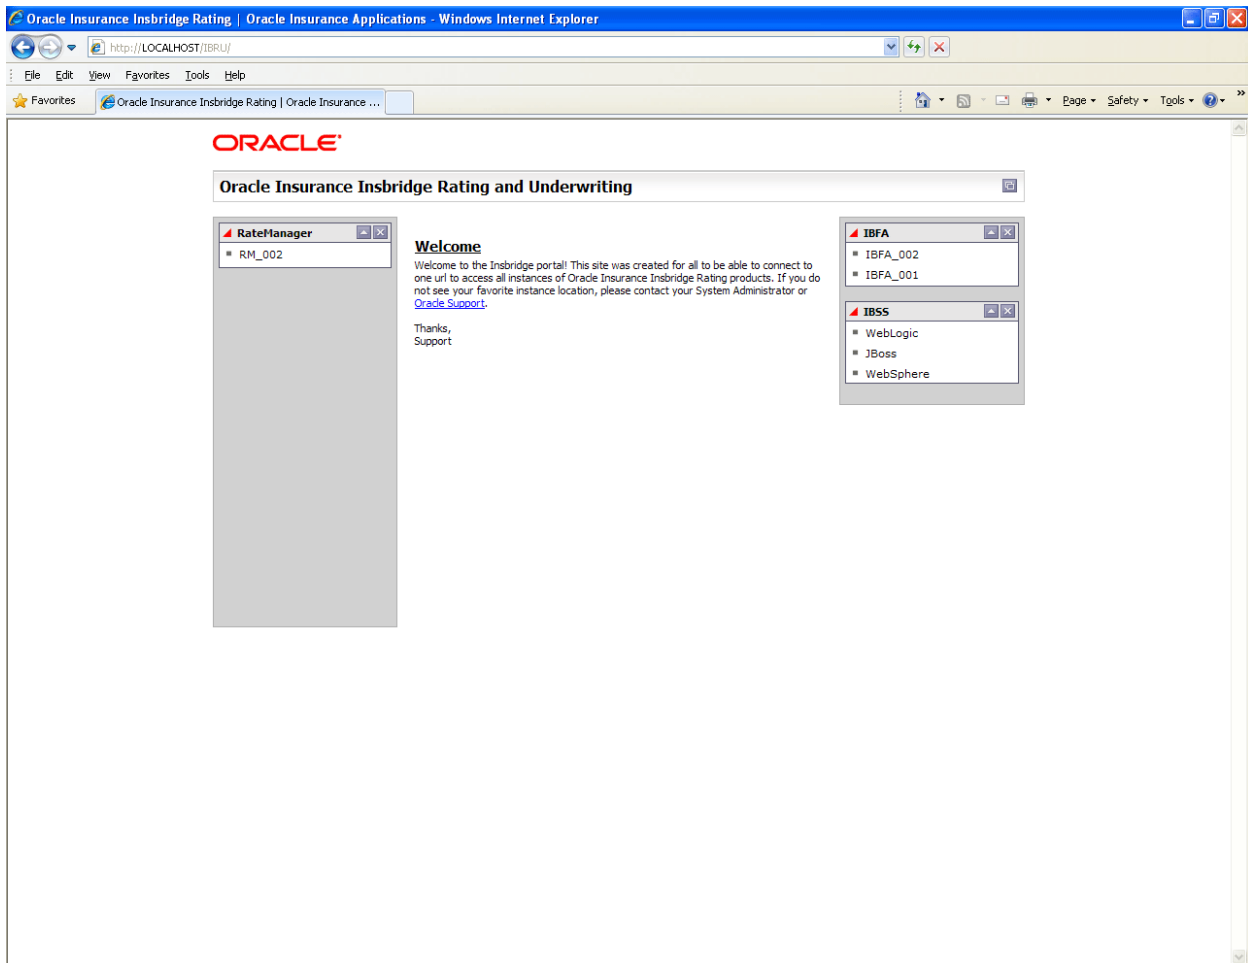 Oracle Insurance Insbridge Rating | Oracle Insurance Applications - Windows Internet Explorer
http://LOCALHOST/IBRU/
File Edit View Favorites Tools Help
Favorites Oracle Insurance Insbridge Rating | Oracle Insurance ... Page Safety Tools »
ORACLE
Oracle Insurance Insbridge Rating and Underwriting
RateManager
RM_002
Welcome
Welcome to the Insbridge portal! This site was created for all to be able to connect to
one url to access all instances of Oracle Insurance Insbridge Rating products. If you do
not see your favorite instance location, please contact your System Administrator or
Oracle Support.
Thanks,
Support
IBFA
IBFA_002
IBFA_001
IBSS
WebLogic
JBoss
WebSphere